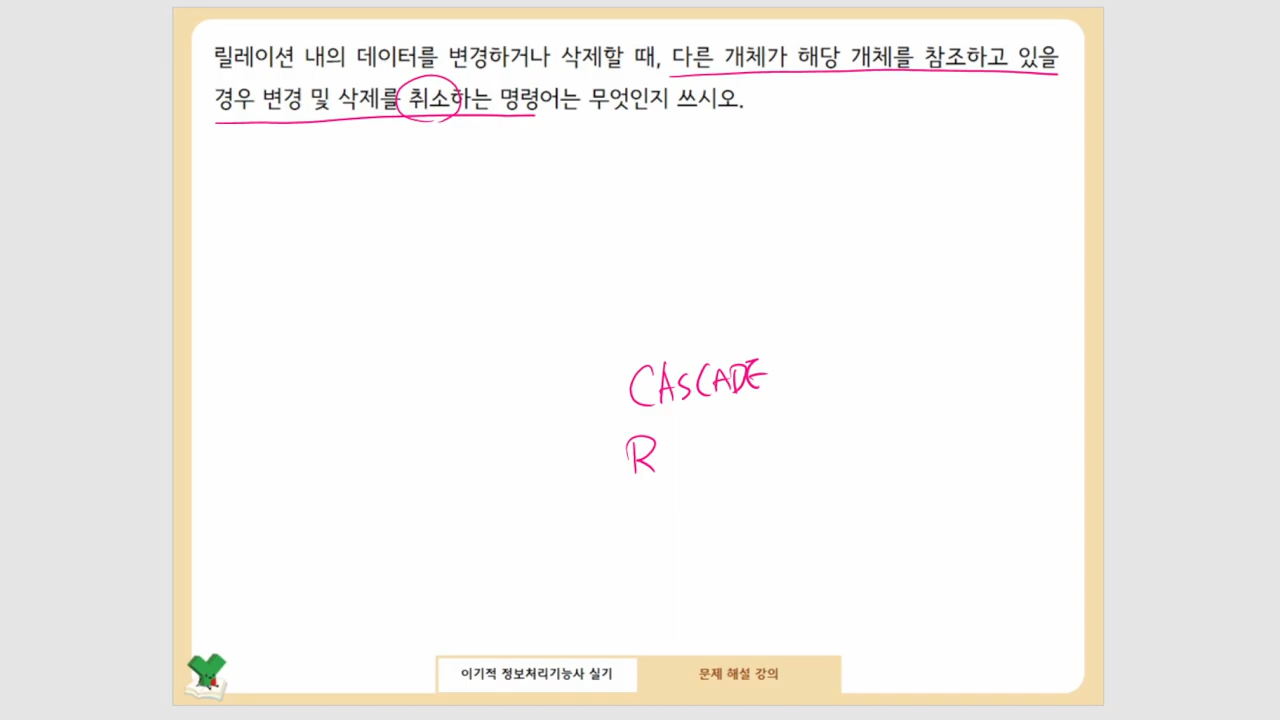 릴레이션 내의 데이터를 변경하거나 삭제할 때, 다른 개체가 해당 개체를 참조하고 있을
경우 변경 및 삭제를 취소하는 명령어는 무엇인지 쓰시오.
CASCADE
R
이기적 정보처리기능사 실기
문제 해설 강의